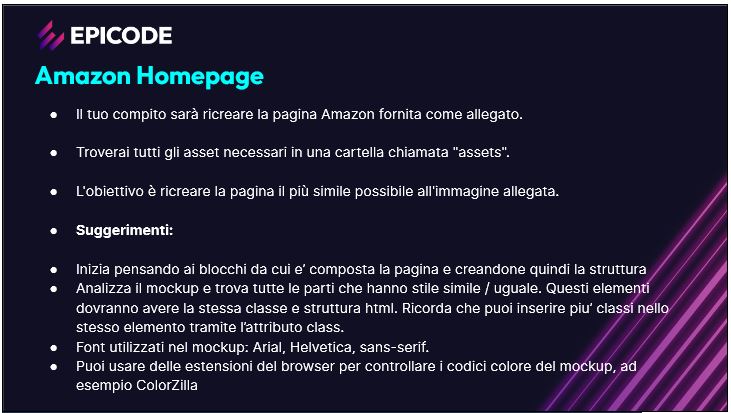 EPICODE
Amazon Homepage
● Il tuo compito sarà ricreare la pagina Amazon fornita come allegato.
● Troverai tutti gli asset necessari in una cartella chiamata "assets".
● L'obiettivo è ricreare la pagina il più simile possibile all'immagine allegata.
● Suggerimenti:
● Inizia pensando ai blocchi da cui e’ composta la pagina e creandone quindi la struttura
● Analizza il mockup e trova tutte le parti che hanno stile simile / uguale. Questi elementi
dovranno avere la stessa classe e struttura html. Ricorda che puoi inserire piu’ classi nello
stesso elemento tramite l’attributo class.
● Font utilizzati nel mockup: Arial, Helvetica, sans-serif.
● Puoi usare delle estensioni del browser per controllare i codici colore del mockup, ad
esempio ColorZilla